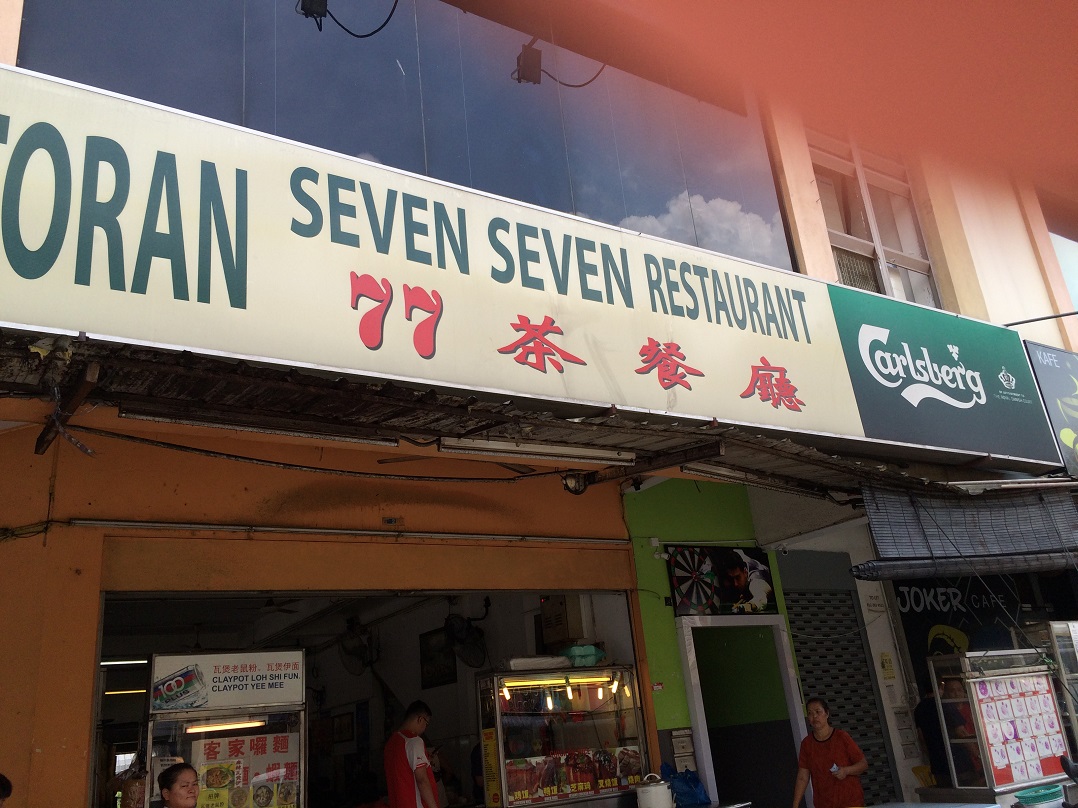 TORAN
SEVEN SEVEN RESTAURANT
77 茶餐廳
Carlsberg
KAFE
JOKER CAFE
瓦煲老鼠粉、瓦煲伊面
CLAYPOT LOH SHI FUN.
CLAYPOT YEE MEE
100
客家囉麵